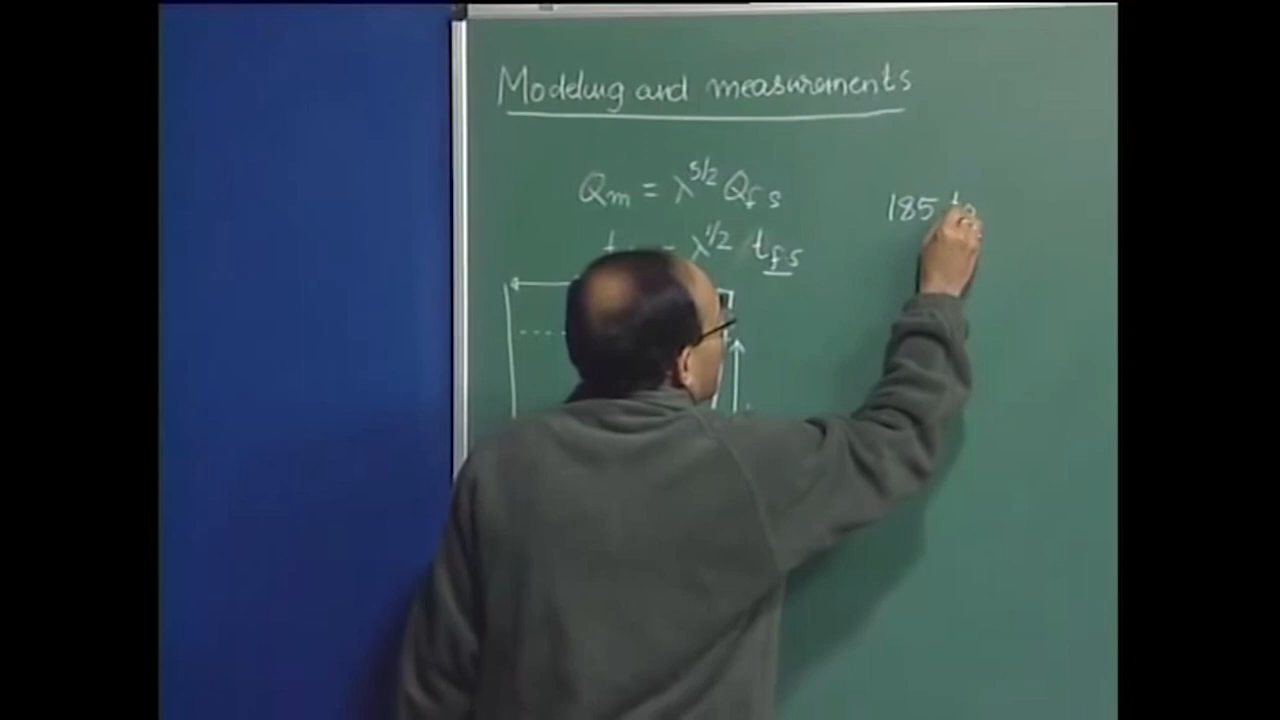 Modeling and measurements
Qm = λ^5/2 Qfs
λ^1/2 tfs
185